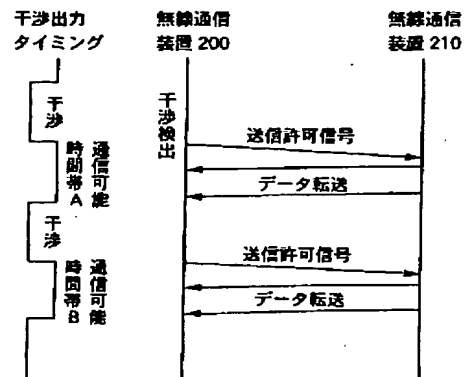 干渉出力
タイミング
無線通信
装置 200
無線通信
装置 210
干渉
干渉検出
送信許可信号
通信可能
時間帯A
データ転送
干渉
送信許可信号
通信可能
時間帯B
データ転送